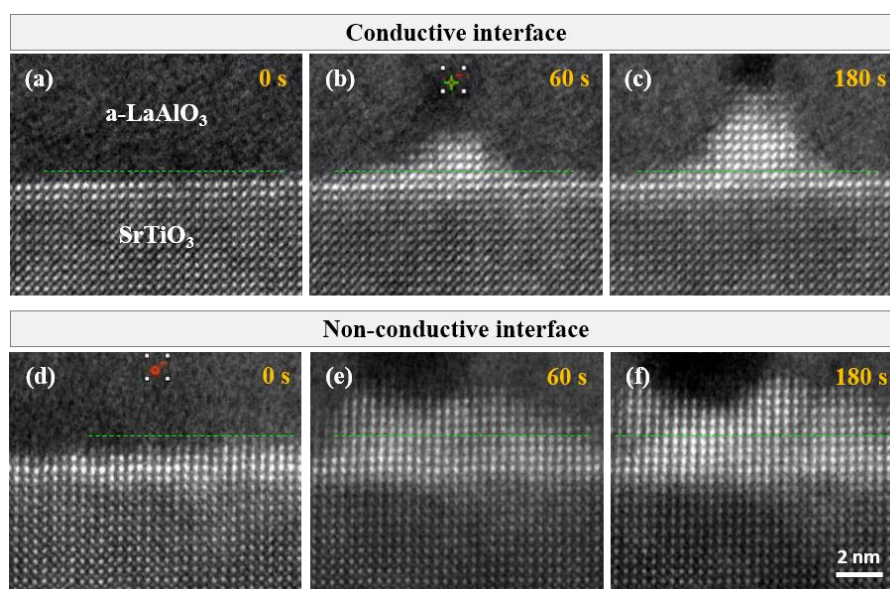 Conductive interface
(a) 0 s
a-LaAlO₃
SrTiO₃
(b) 60 s
(c) 180 s
Non-conductive interface
(d) 0 s
(e) 60 s
(f) 180 s
2 nm